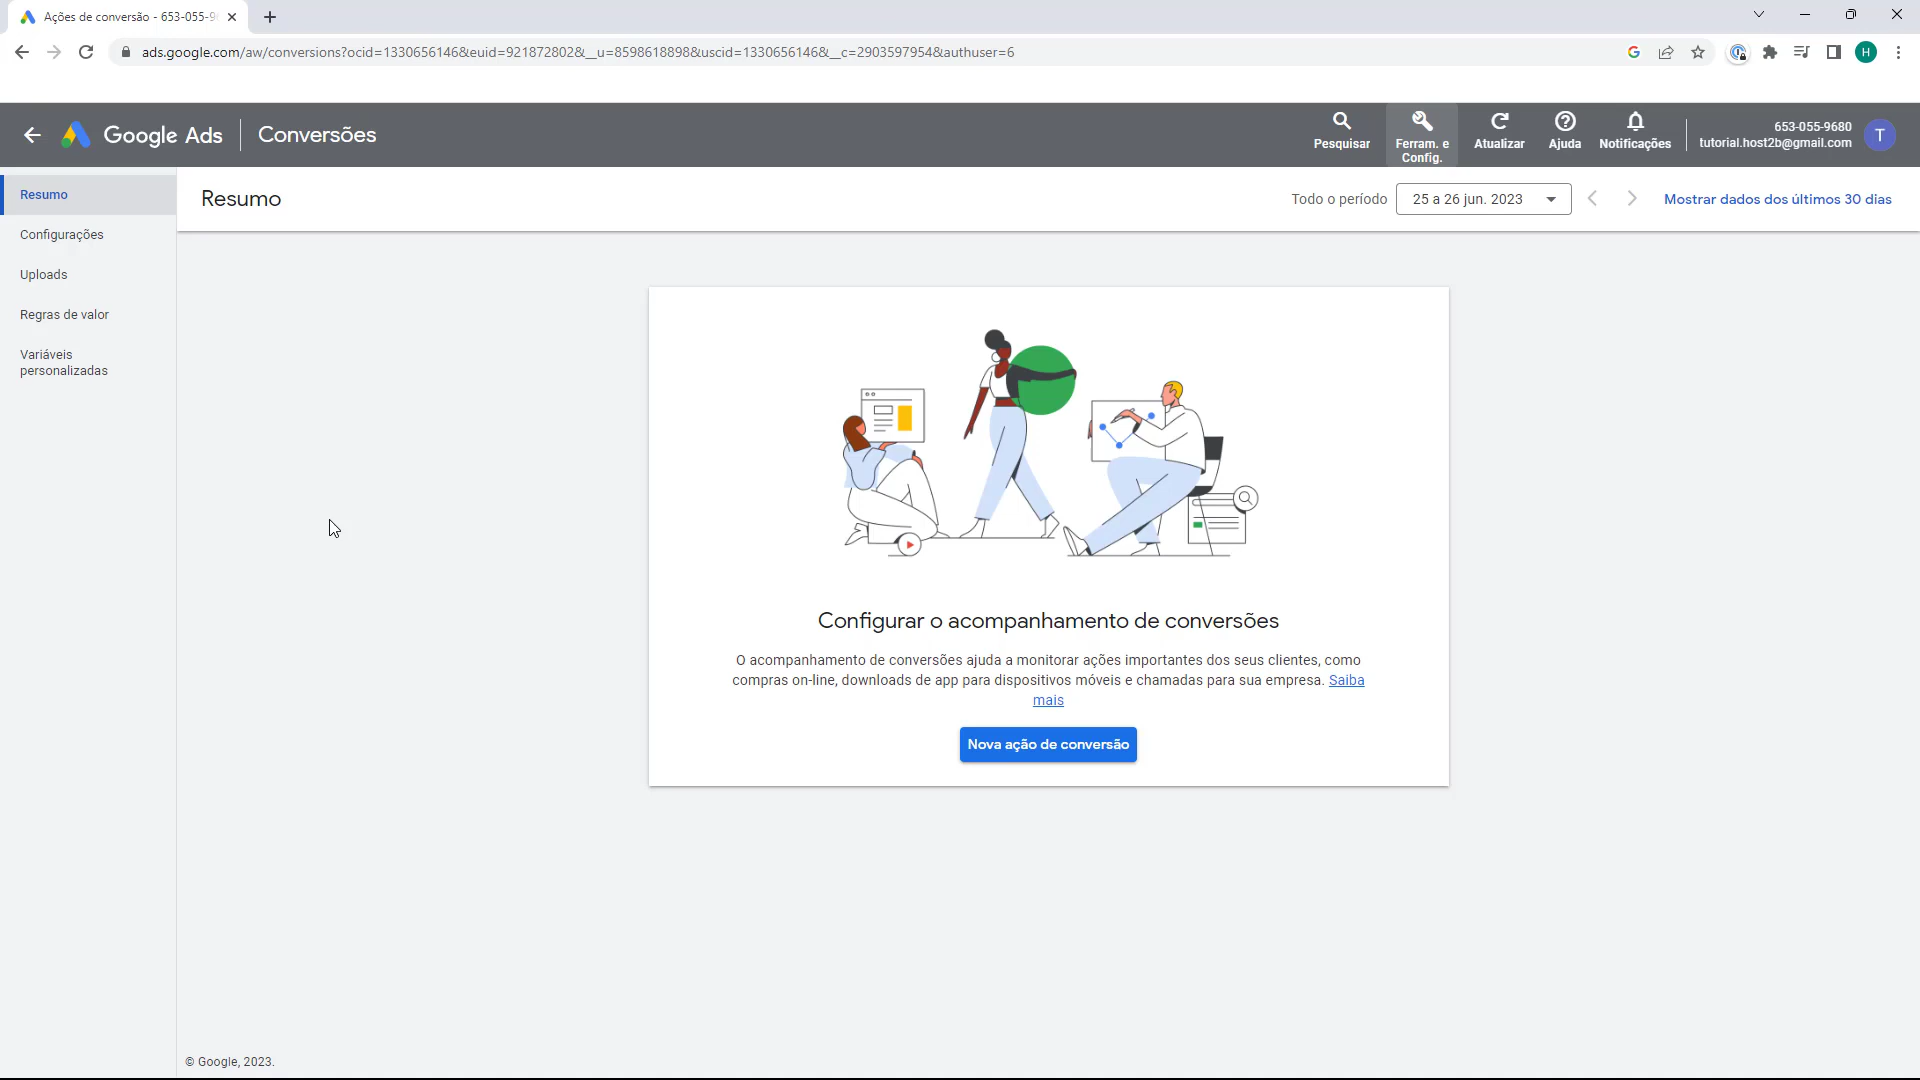 Ações de conversão - 653-055-9
ads.google.com/aw/conversions?ocid=1330656146&euid=921872802&__u=8598618898&uscid=1330656146&__c=2903597954&authuser=6
H
Google Ads
Conversões
Pesquisar
Ferram. e
Config.
Atualizar
Ajuda
Notificações
653-055-9680
tutorial.host2b@gmail.com
T
Resumo
Configurações
Uploads
Regras de valor
Variáveis
personalizadas
Resumo
Todo o período
25 a 26 jun. 2023
Mostrar dados dos últimos 30 dias
Configurar o acompanhamento de conversões
O acompanhamento de conversões ajuda a monitorar ações importantes dos seus clientes, como
compras on-line, downloads de app para dispositivos móveis e chamadas para sua empresa. Saiba
mais
Nova ação de conversão
© Google, 2023.